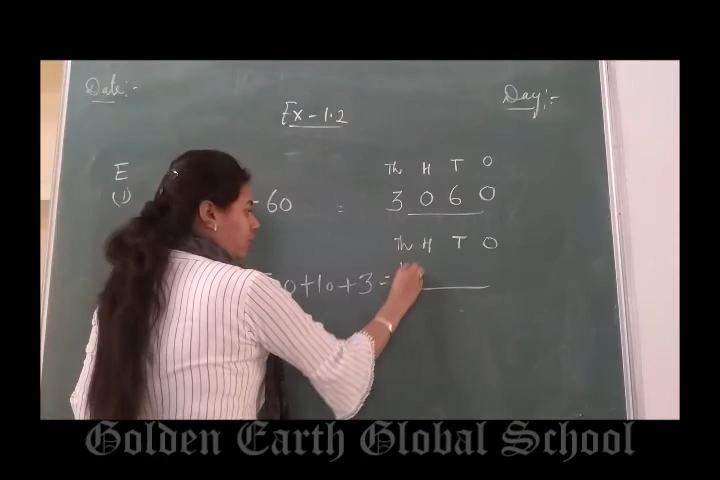 Date:-
Day:-
Ex-1.2
E
Th H T O
(1)
60 = 3 0 6 0
Th H T O
0+10+3=
Golden Earth Global School